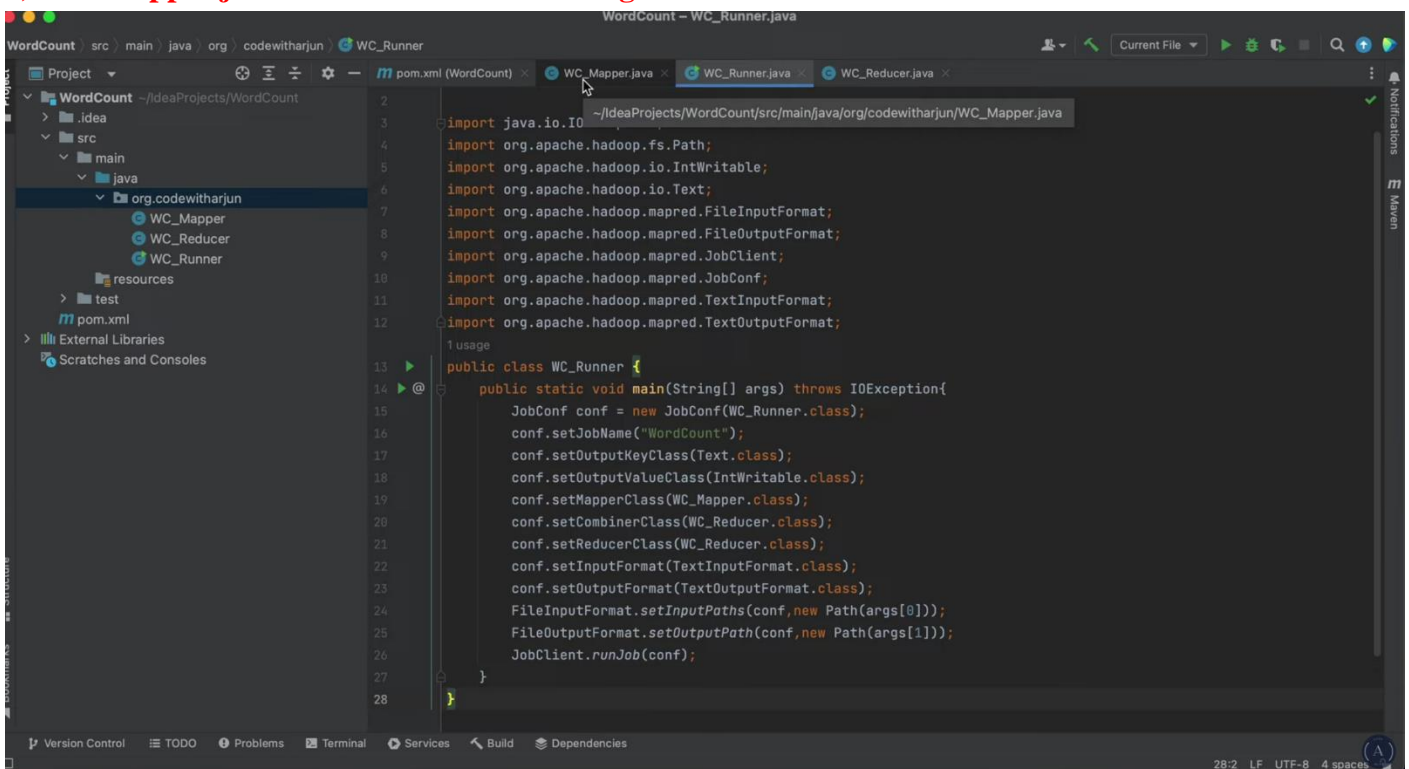 WordCount – WC_Runner.java
WordCount src main java org codewitharjun WC_Runner
Current File
Project
Project
pom.xml (WordCount)
WC_Mapper.java
WC_Runner.java
WC_Reducer.java
~/IdeaProjects/WordCount/src/main/java/org/codewitharjun/WC_Mapper.java
WordCount ~/IdeaProjects/WordCount
.idea
src
main
java
org.codewitharjun
WC_Mapper
WC_Reducer
WC_Runner
resources
test
pom.xml
External Libraries
Scratches and Consoles
2
3 import java.io.IO
4 import org.apache.hadoop.fs.Path;
5 import org.apache.hadoop.io.IntWritable;
6 import org.apache.hadoop.io.Text;
7 import org.apache.hadoop.mapred.FileInputFormat;
8 import org.apache.hadoop.mapred.FileOutputFormat;
9 import org.apache.hadoop.mapred.JobClient;
10 import org.apache.hadoop.mapred.JobConf;
11 import org.apache.hadoop.mapred.TextInputFormat;
12 import org.apache.hadoop.mapred.TextOutputFormat;
1 usage
13 public class WC_Runner {
14 @ public static void main(String[] args) throws IOException{
15 JobConf conf = new JobConf(WC_Runner.class);
16 conf.setJobName("WordCount");
17 conf.setOutputKeyClass(Text.class);
18 conf.setOutputValueClass(IntWritable.class);
19 conf.setMapperClass(WC_Mapper.class);
20 conf.setCombinerClass(WC_Reducer.class);
21 conf.setReducerClass(WC_Reducer.class);
22 conf.setInputFormat(TextInputFormat.class);
23 conf.setOutputFormat(TextOutputFormat.class);
24 FileInputFormat.setInputPaths(conf,new Path(args[0]));
25 FileOutputFormat.setOutputPath(conf,new Path(args[1]));
26 JobClient.runJob(conf);
27 }
28 }
Notifications
m Maven
Structure
Bookmarks
Version Control TODO Problems Terminal Services Build Dependencies
28:2 LF UTF-8 4 spaces
A